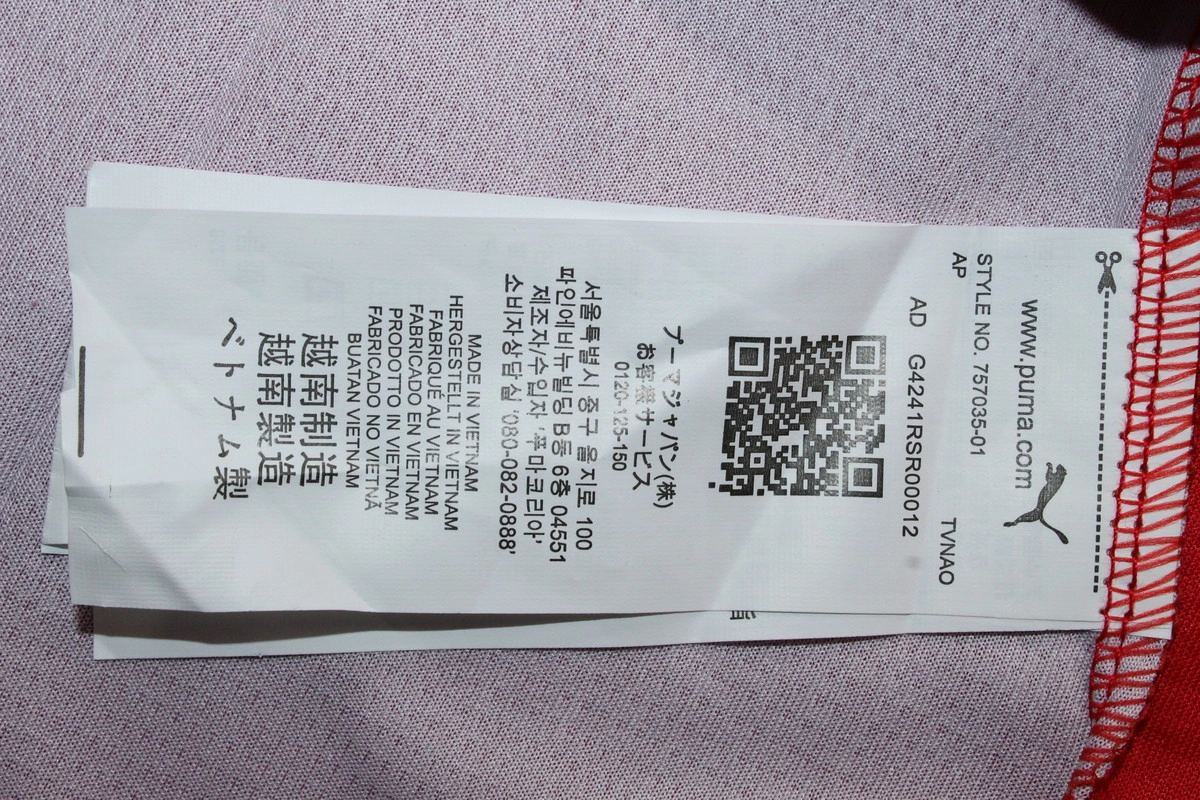 www.puma.com
STYLE NO. 757035-01
AP
TVNAO
AD G4241RSR00012
プーマジャパン(株)
お客様サービス
0120-125-150
서울특별시 중구 을지로 100
파인에비뉴빌딩 B동 6층 04551
제조자/수입자 '푸마코리아'
소비자상담실 '080-082-0888'
MADE IN VIETNAM
HERGESTELLT IN VIETNAM
FABRIQUÉ AU VIETNAM
FABRICADO EN VIETNAM
PRODOTTO IN VIETNAM
FABRICADO NO VIETNÃ
BUATAN VIETNAM
越南制造
越南製造
ベトナム製